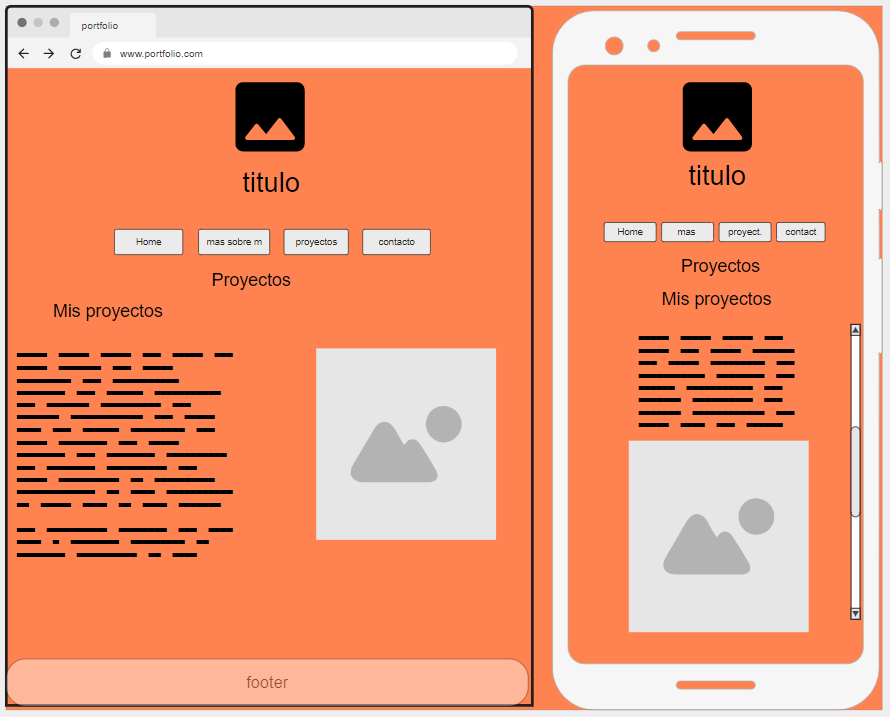 portfolio
www.portfolio.com
titulo
Home
mas sobre m
proyectos
contacto
Proyectos
Mis proyectos
footer
titulo
Home
mas
proyect.
contact
Proyectos
Mis proyectos